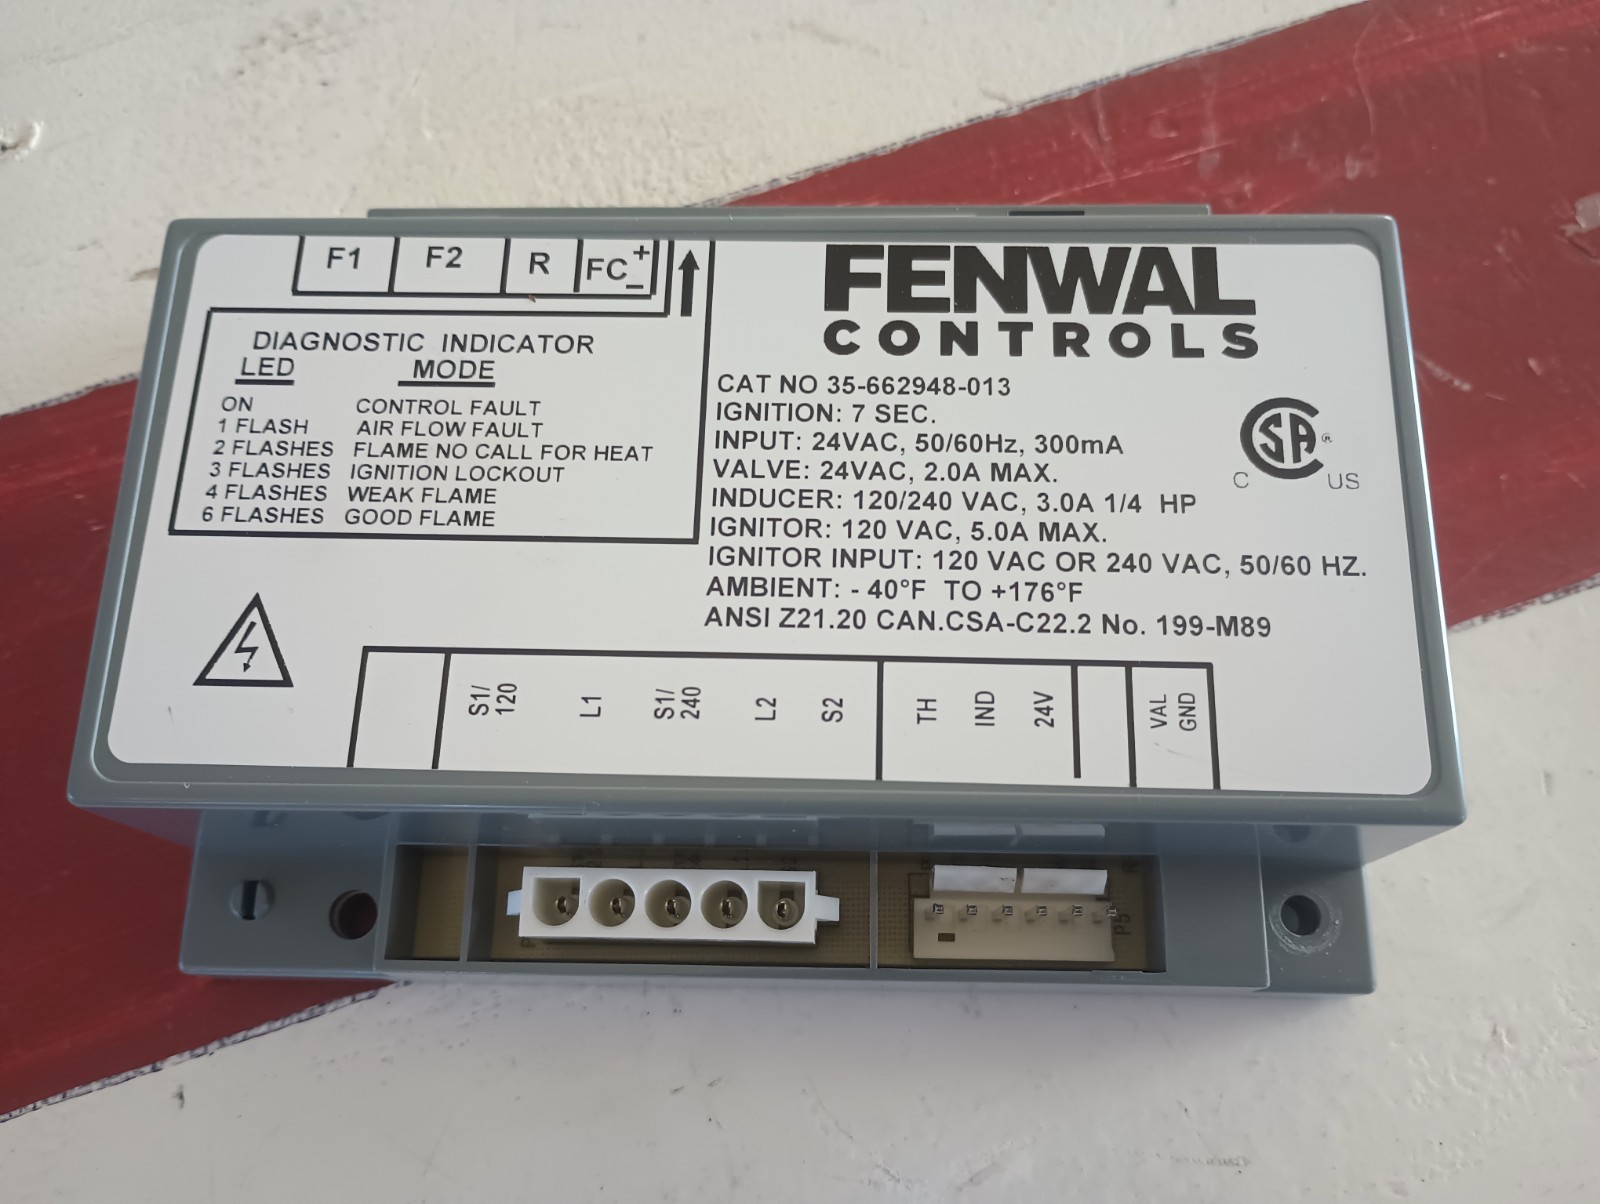 F1 F2 R FC + -
DIAGNOSTIC INDICATOR
LED MODE
ON CONTROL FAULT
1 FLASH AIR FLOW FAULT
2 FLASHES FLAME NO CALL FOR HEAT
3 FLASHES IGNITION LOCKOUT
4 FLASHES WEAK FLAME
6 FLASHES GOOD FLAME
FENWAL
CONTROLS
CAT NO 35-662948-013
IGNITION: 7 SEC.
INPUT: 24VAC, 50/60Hz, 300mA
VALVE: 24VAC, 2.0A MAX.
INDUCER: 120/240 VAC, 3.0A 1/4 HP
IGNITOR: 120 VAC, 5.0A MAX.
IGNITOR INPUT: 120 VAC OR 240 VAC, 50/60 HZ.
AMBIENT: - 40°F TO +176°F
ANSI Z21.20 CAN.CSA-C22.2 No. 199-M89
CSA ®
C US
S1/
120
L1
S1/
240
L2
S2
TH
IND
24V
VAL
GND
P5